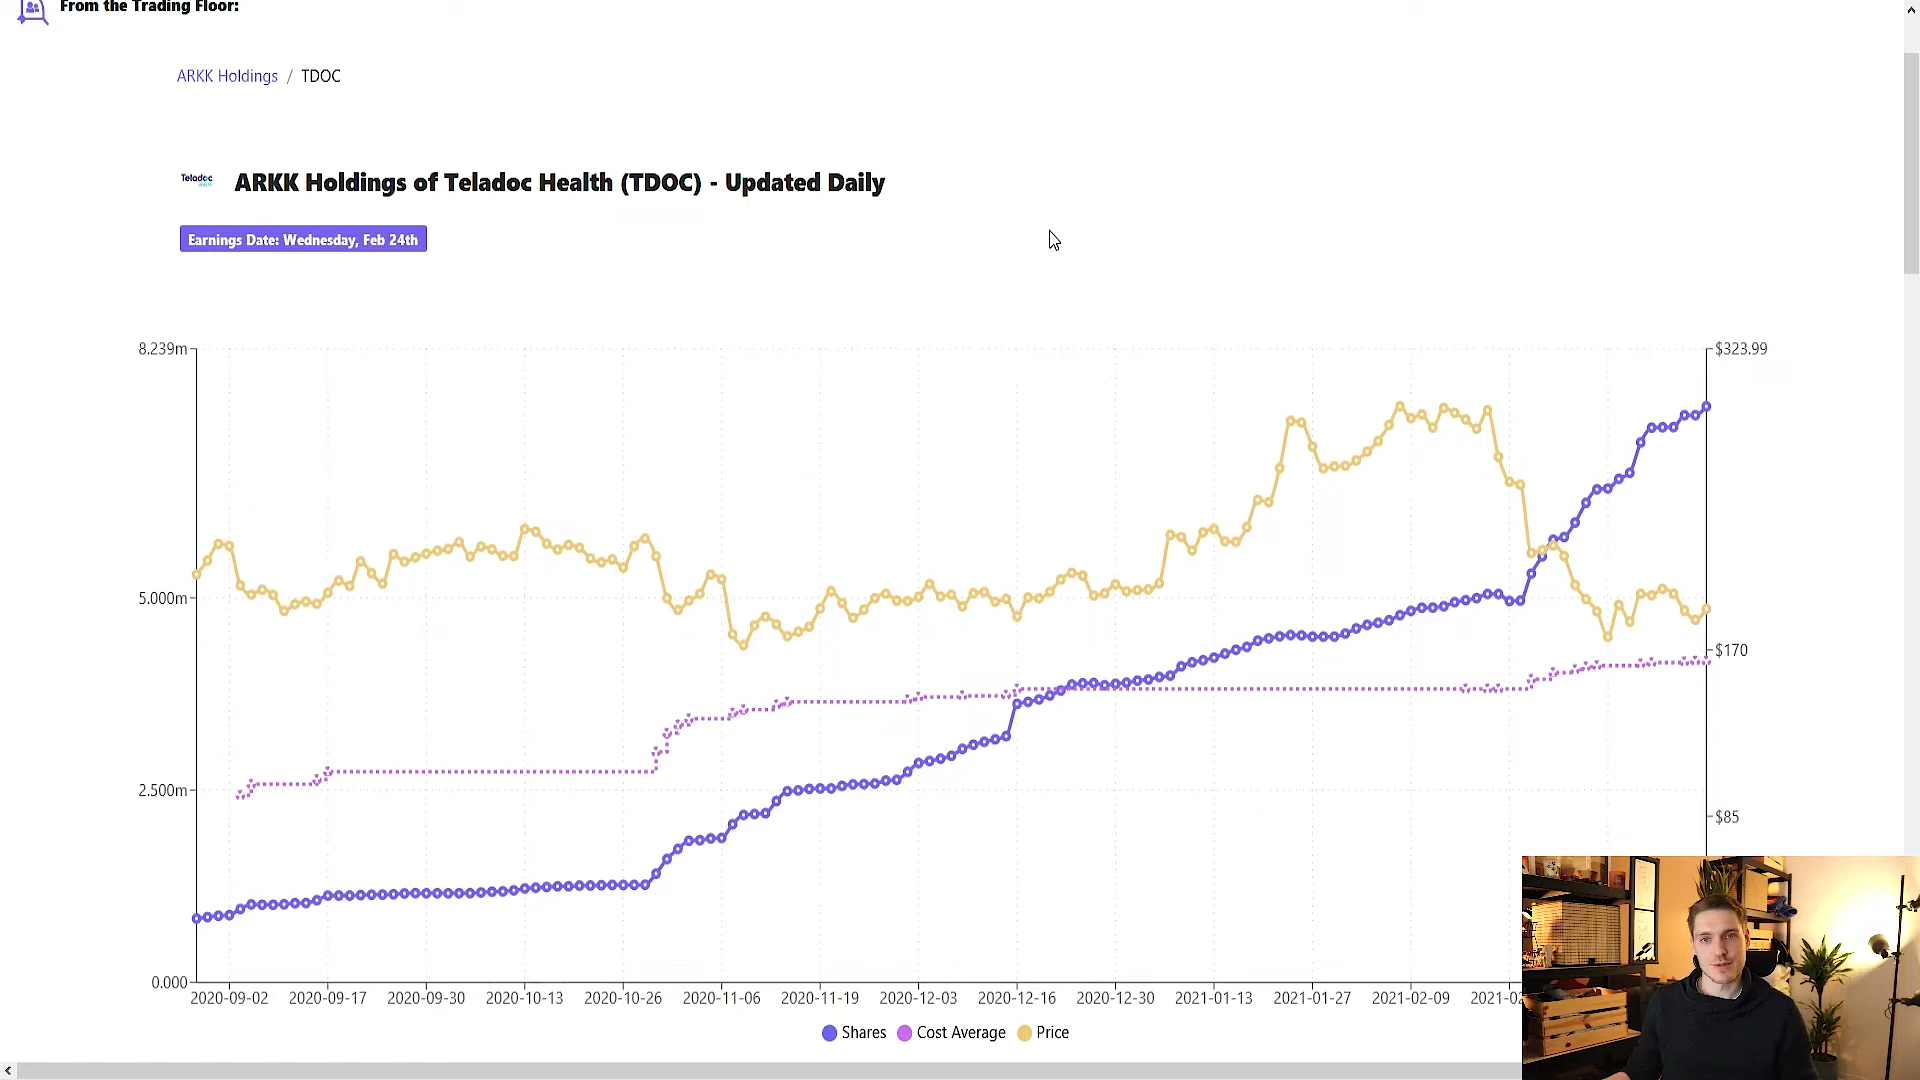 From the Trading Floor:
ARKK Holdings / TDOC
Teladoc HEALTH ARKK Holdings of Teladoc Health (TDOC) - Updated Daily
Earnings Date: Wednesday, Feb 24th
8.239m
$323.99
5.000m
$170
2.500m
$85
0.000
2020-09-02 2020-09-17 2020-09-30 2020-10-13 2020-10-26 2020-11-06 2020-11-19 2020-12-03 2020-12-16 2020-12-30 2021-01-13 2021-01-27 2021-02-09 2021-02
Shares Cost Average Price